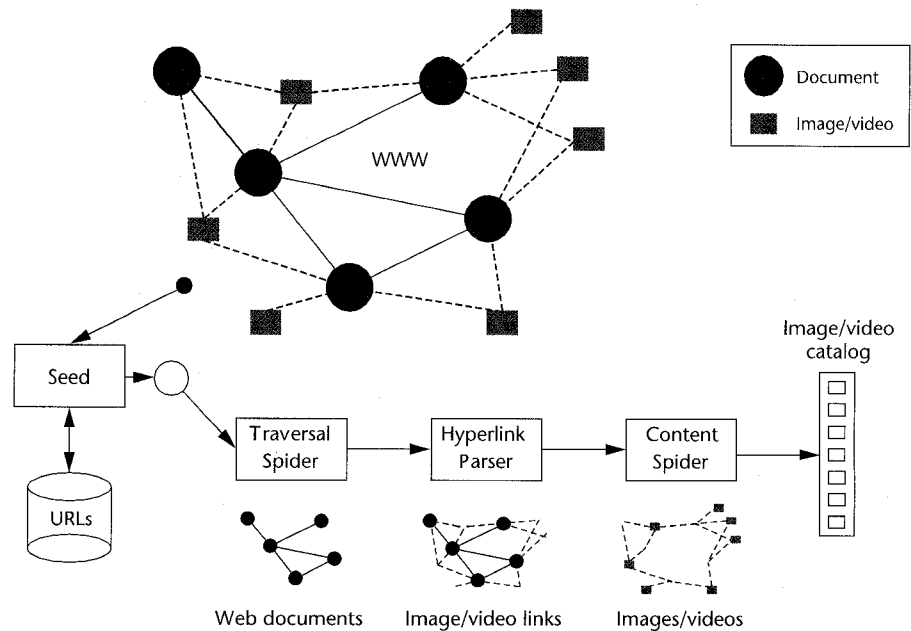 Document
Image/video
WWW
Image/video
catalog
Seed
Traversal
Spider
Hyperlink
Parser
Content
Spider
URLs
Web documents
Image/video links
Images/videos